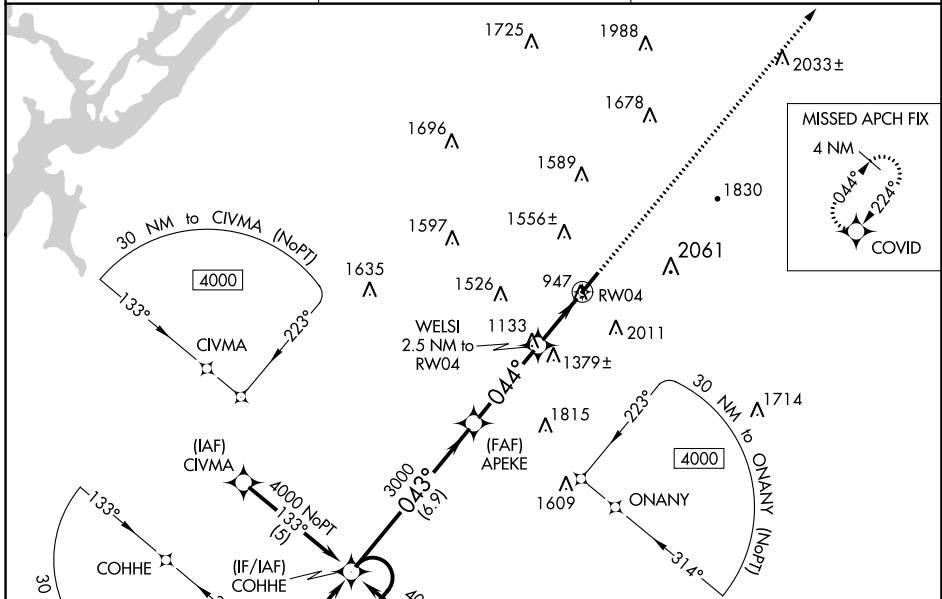 1725
1988
2033±
1678
MISSED APCH FIX
4 NM
044°
224°
COVID
1696
1589
1830
30 NM to CIVMA (NoPT)
4000
133°
223°
CIVMA
1597
1556±
2061
1635
1526
947
RW04
WELSI
2.5 NM to
RW04
1133
2011
1379±
044°
1815
(FAF)
APEKE
1714
30 NM to ONANY (NoPT)
4000
223°
1609
ONANY
314°
(IAF)
CIVMA
4000 NoPT
133°
(5)
3000
043°
(6.9)
133°
COHHE
30
(IF/IAF)
COHHE